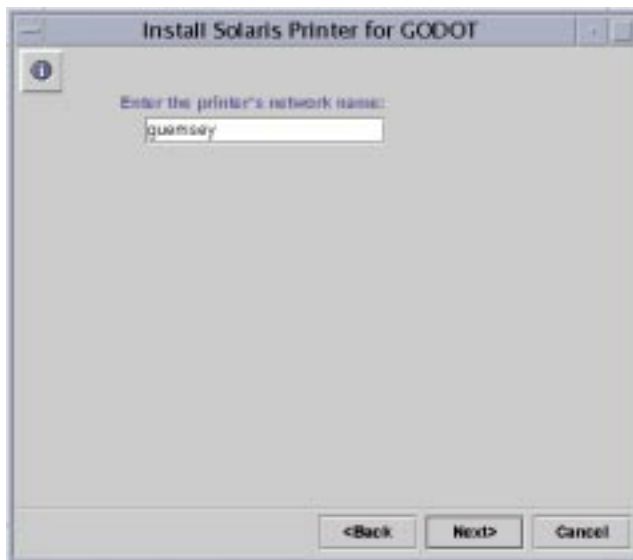 Install Solaris Printer for GODOT
Enter the printer's network name:
guernsey
<Back
Next>
Cancel